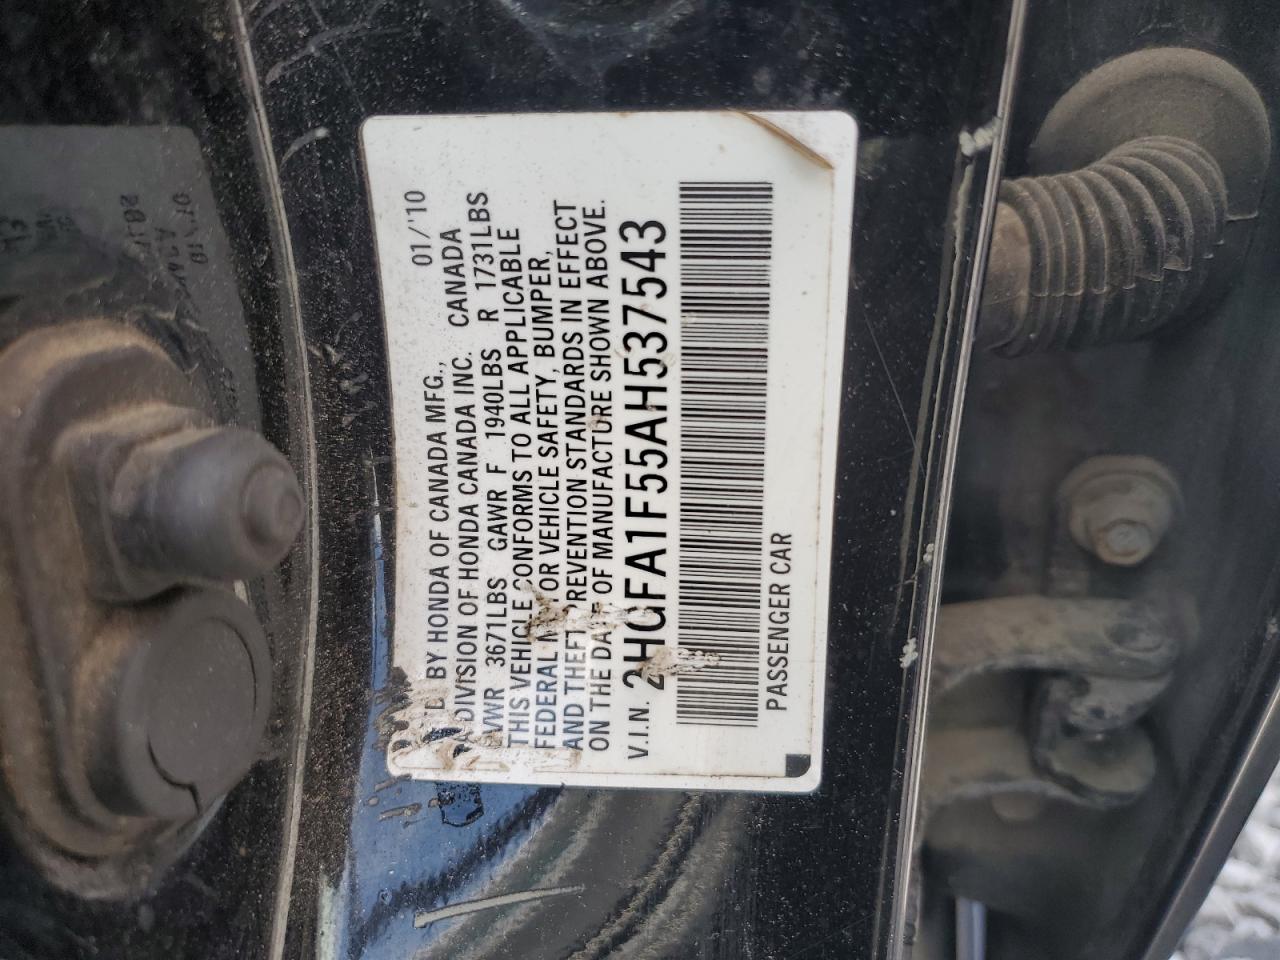 BY HONDA OF CANADA MFG., 01/'10
DIVISION OF HONDA CANADA INC. CANADA
GVWR 3671LBS GAWR F 1940LBS R 1731LBS
THIS VEHICLE CONFORMS TO ALL APPLICABLE
FEDERAL VEHICLE SAFETY, BUMPER,
AND THEFT PREVENTION STANDARDS IN EFFECT
ON THE DATE OF MANUFACTURE SHOWN ABOVE.
V.I.N. 2HGFA1F55AH537543
PASSENGER CAR